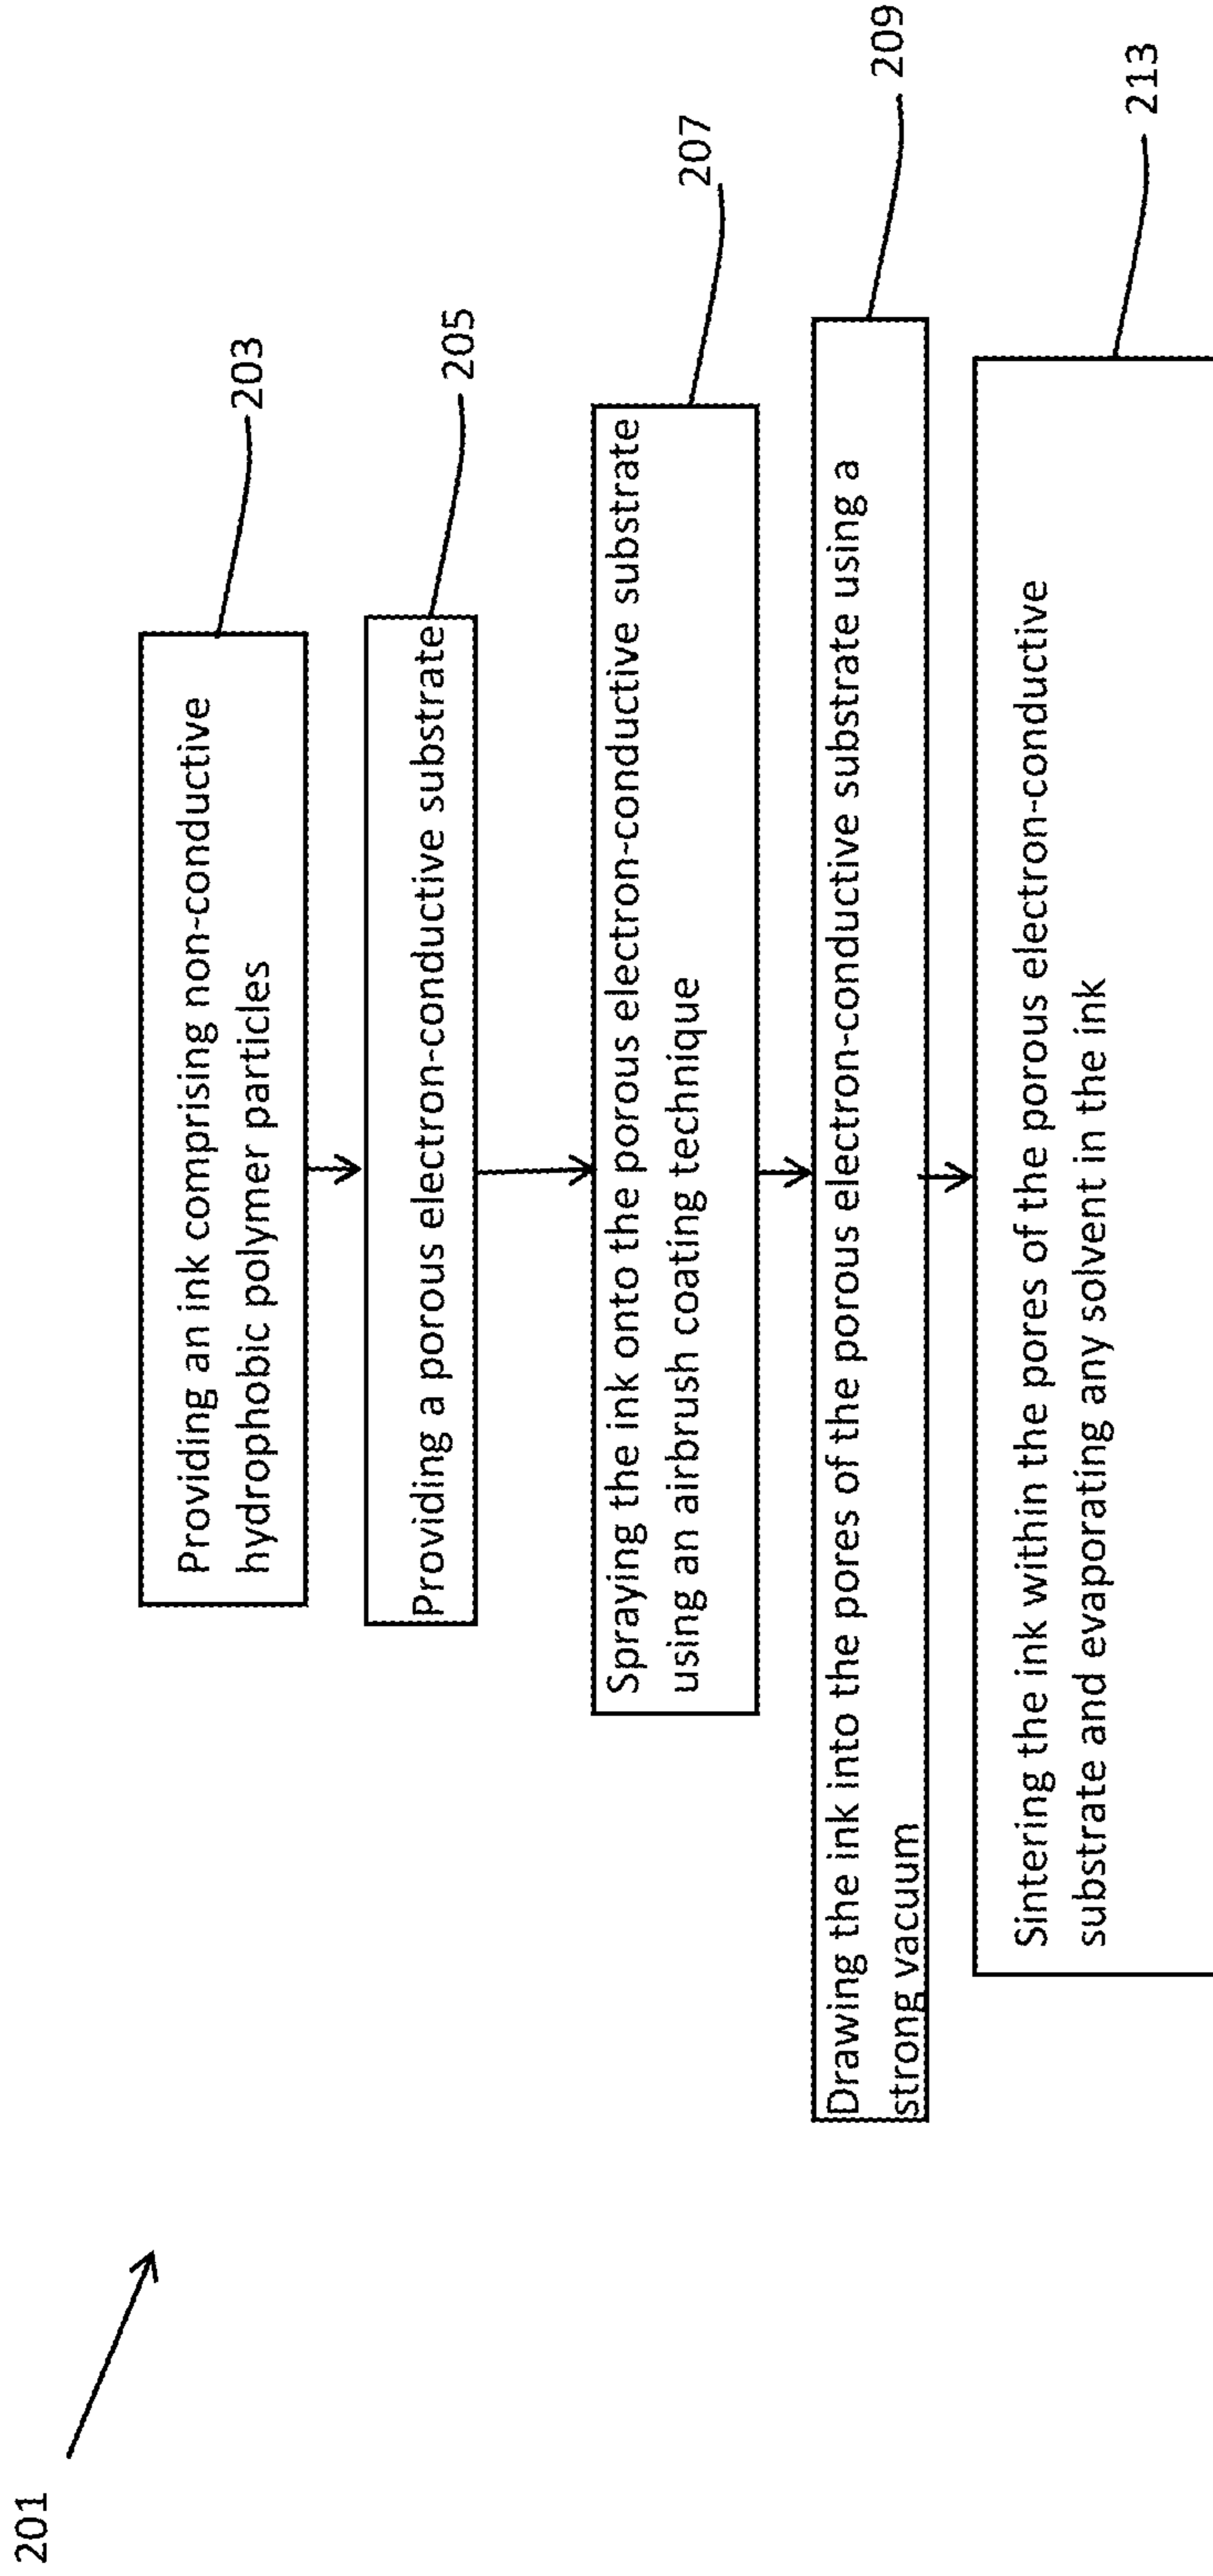 201
Providing an ink comprising non-conductive
hydrophobic polymer particles
203
Providing a porous electron-conductive substrate
205
Spraying the ink onto the porous electron-conductive substrate
using an airbrush coating technique
207
Drawing the ink into the pores of the porous electron-conductive substrate using a
strong vacuum
209
Sintering the ink within the pores of the porous electron-conductive
substrate and evaporating any solvent in the ink
213